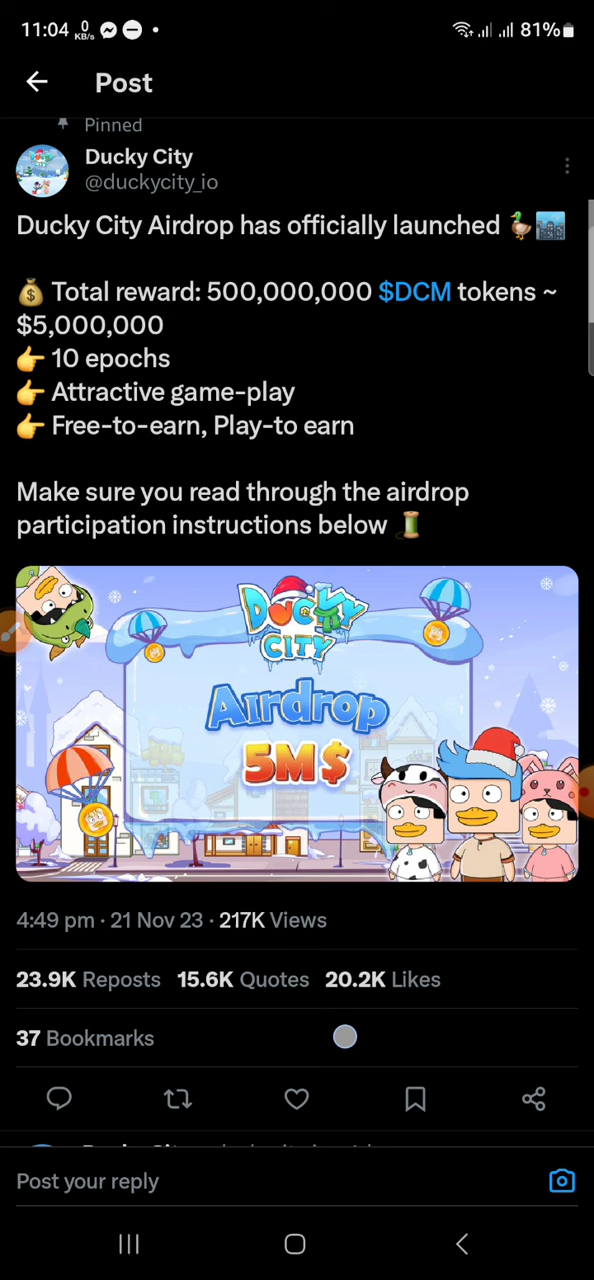 11:04 0 KB/s 81%
Post
Pinned
Ducky City
@duckycity_io
Ducky City Airdrop has officially launched 🦆🏙️
💰 Total reward: 500,000,000 $DCM tokens ~
$5,000,000
👉 10 epochs
👉 Attractive game-play
👉 Free-to-earn, Play-to earn
Make sure you read through the airdrop
participation instructions below 🧵
DUCKY
CITY
Airdrop
5M$
4:49 pm · 21 Nov 23 · 217K Views
23.9K Reposts 15.6K Quotes 20.2K Likes
37 Bookmarks
Post your reply